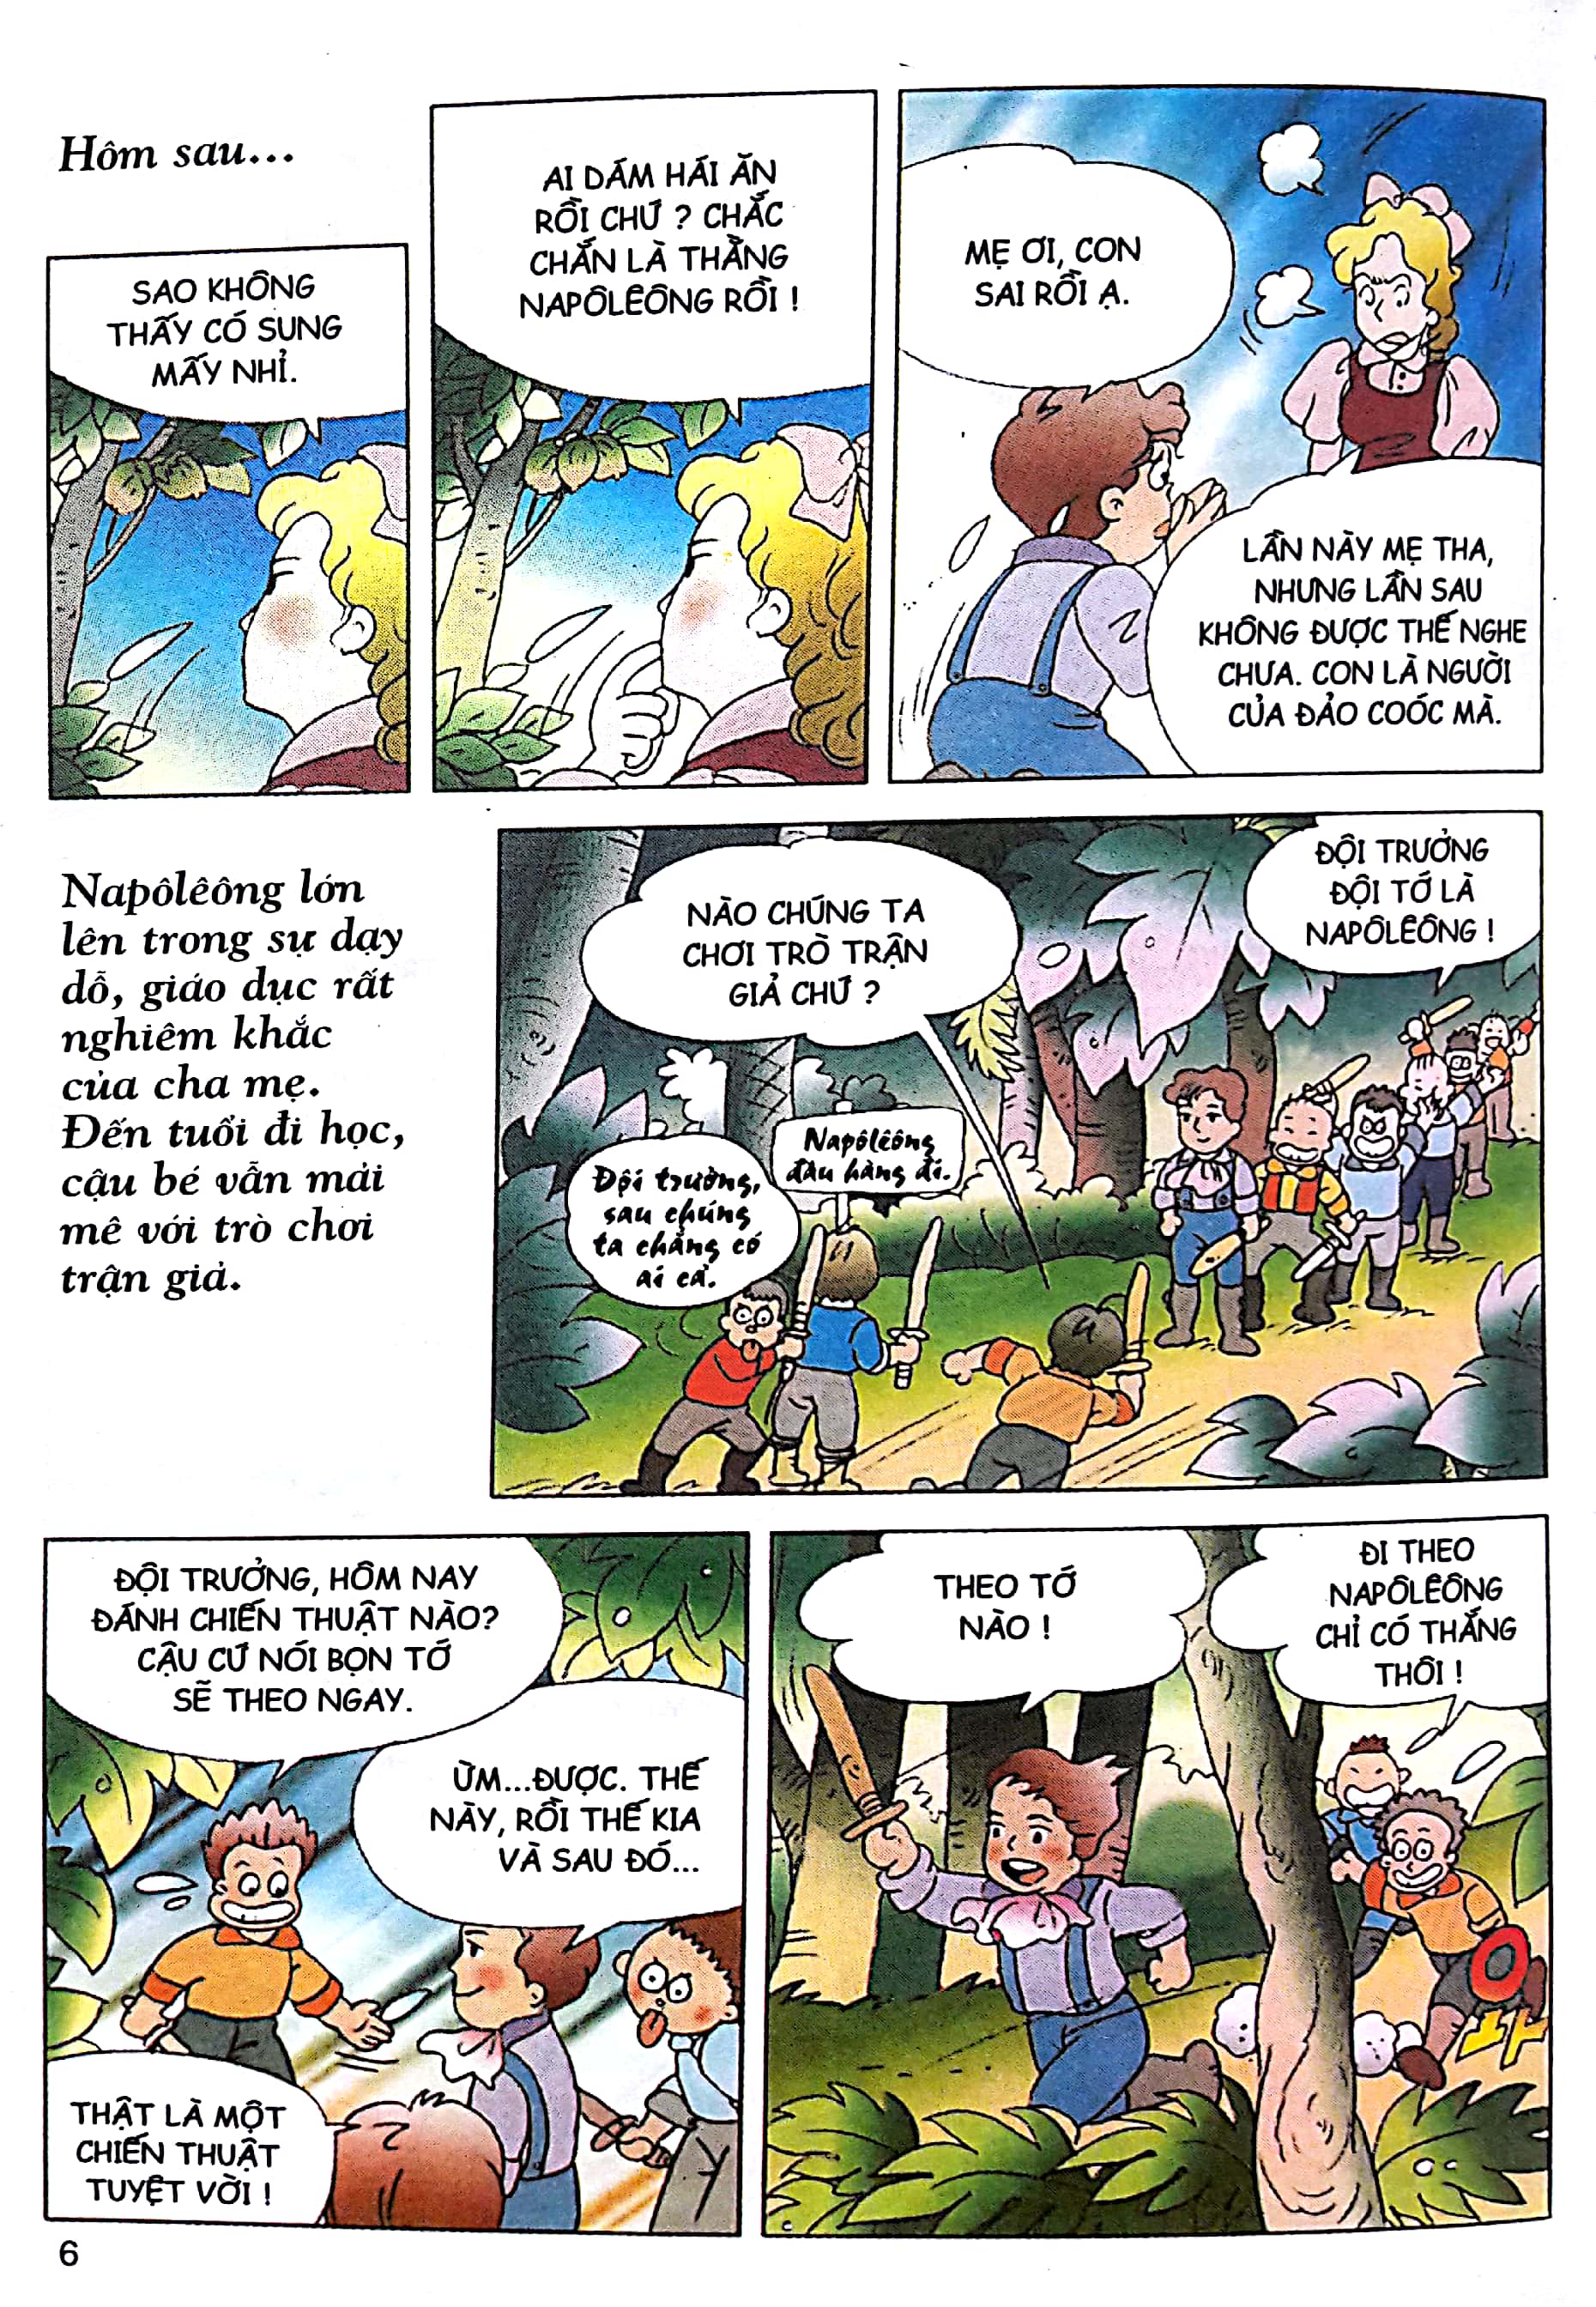 Hôm sau...
SAO KHÔNG
THẤY CÓ SUNG
MẤY NHỈ.
AI DÁM HÁI ĂN
RỒI CHỨ ? CHẮC
CHẮN LÀ THẰNG
NAPÔLÊÔNG RỒI !
MẸ ƠI, CON
SAI RỒI Ạ.
LẦN NÀY MẸ THA,
NHƯNG LẦN SAU
KHÔNG ĐƯỢC THẾ NGHE
CHƯA. CON LÀ NGƯỜI
CỦA ĐẢO COÓC MÀ.
Napôlêông lớn
lên trong sự dạy
dỗ, giáo dục rất
nghiêm khắc
của cha mẹ.
Đến tuổi đi học,
cậu bé vẫn mải
mê với trò chơi
trận giả.
NÀO CHÚNG TA
CHƠI TRÒ TRẬN
GIẢ CHỨ ?
ĐỘI TRƯỞNG
ĐỘI TỚ LÀ
NAPÔLÊÔNG !
Đội trưởng,
sau chúng
ta chẳng có
ai cả.
Napôlêông
đầu hàng đi.
ĐỘI TRƯỞNG, HÔM NAY
ĐÁNH CHIẾN THUẬT NÀO?
CẬU CỨ NÓI BỌN TỚ
SẼ THEO NGAY.
ỪM...ĐƯỢC. THẾ
NÀY, RỒI THẾ KIA
VÀ SAU ĐÓ...
THẬT LÀ MỘT
CHIẾN THUẬT
TUYỆT VỜI !
THEO TỚ
NÀO !
ĐI THEO
NAPÔLÊÔNG
CHỈ CÓ THẮNG
THÔI !
와
6